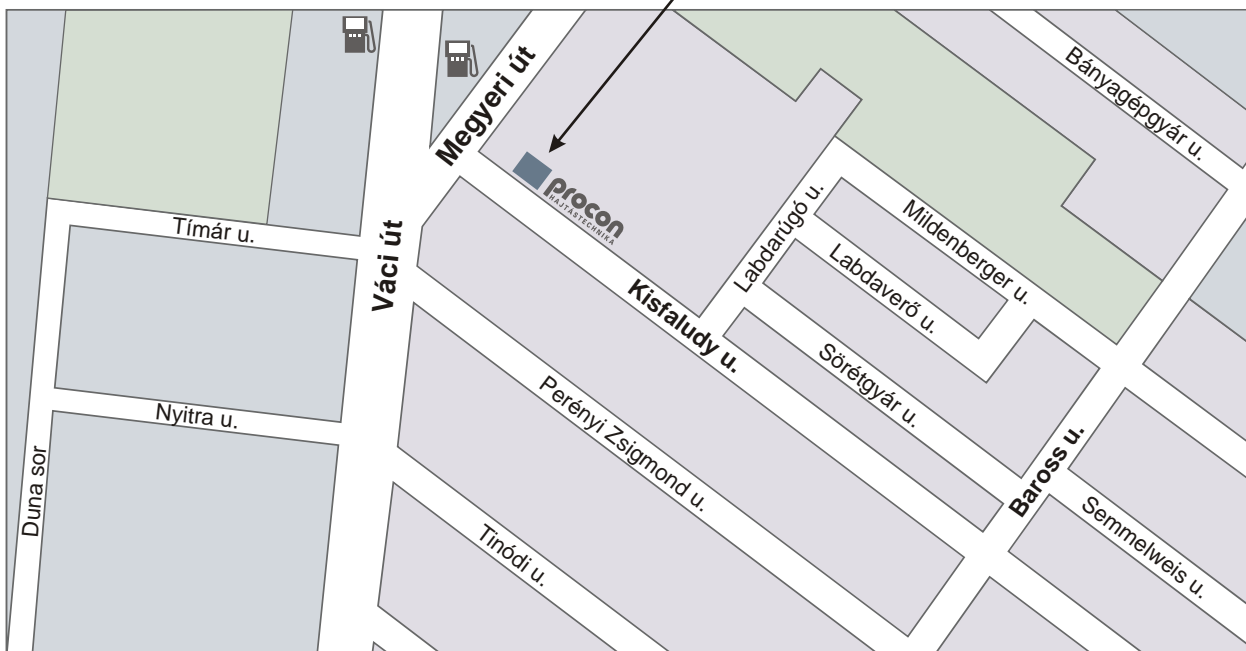 Megyeri út
Bányagépgyár u.
procon
HAJTÁSTECHNIKA
Tímár u.
Váci út
Labdarúgó u.
Mildenberger u.
Labdaverő u.
Kisfaludy u.
Sörétgyár u.
Nyitra u.
Perényi Zsigmond u.
Duna sor
Baross u.
Semmelweis u.
Tinódi u.